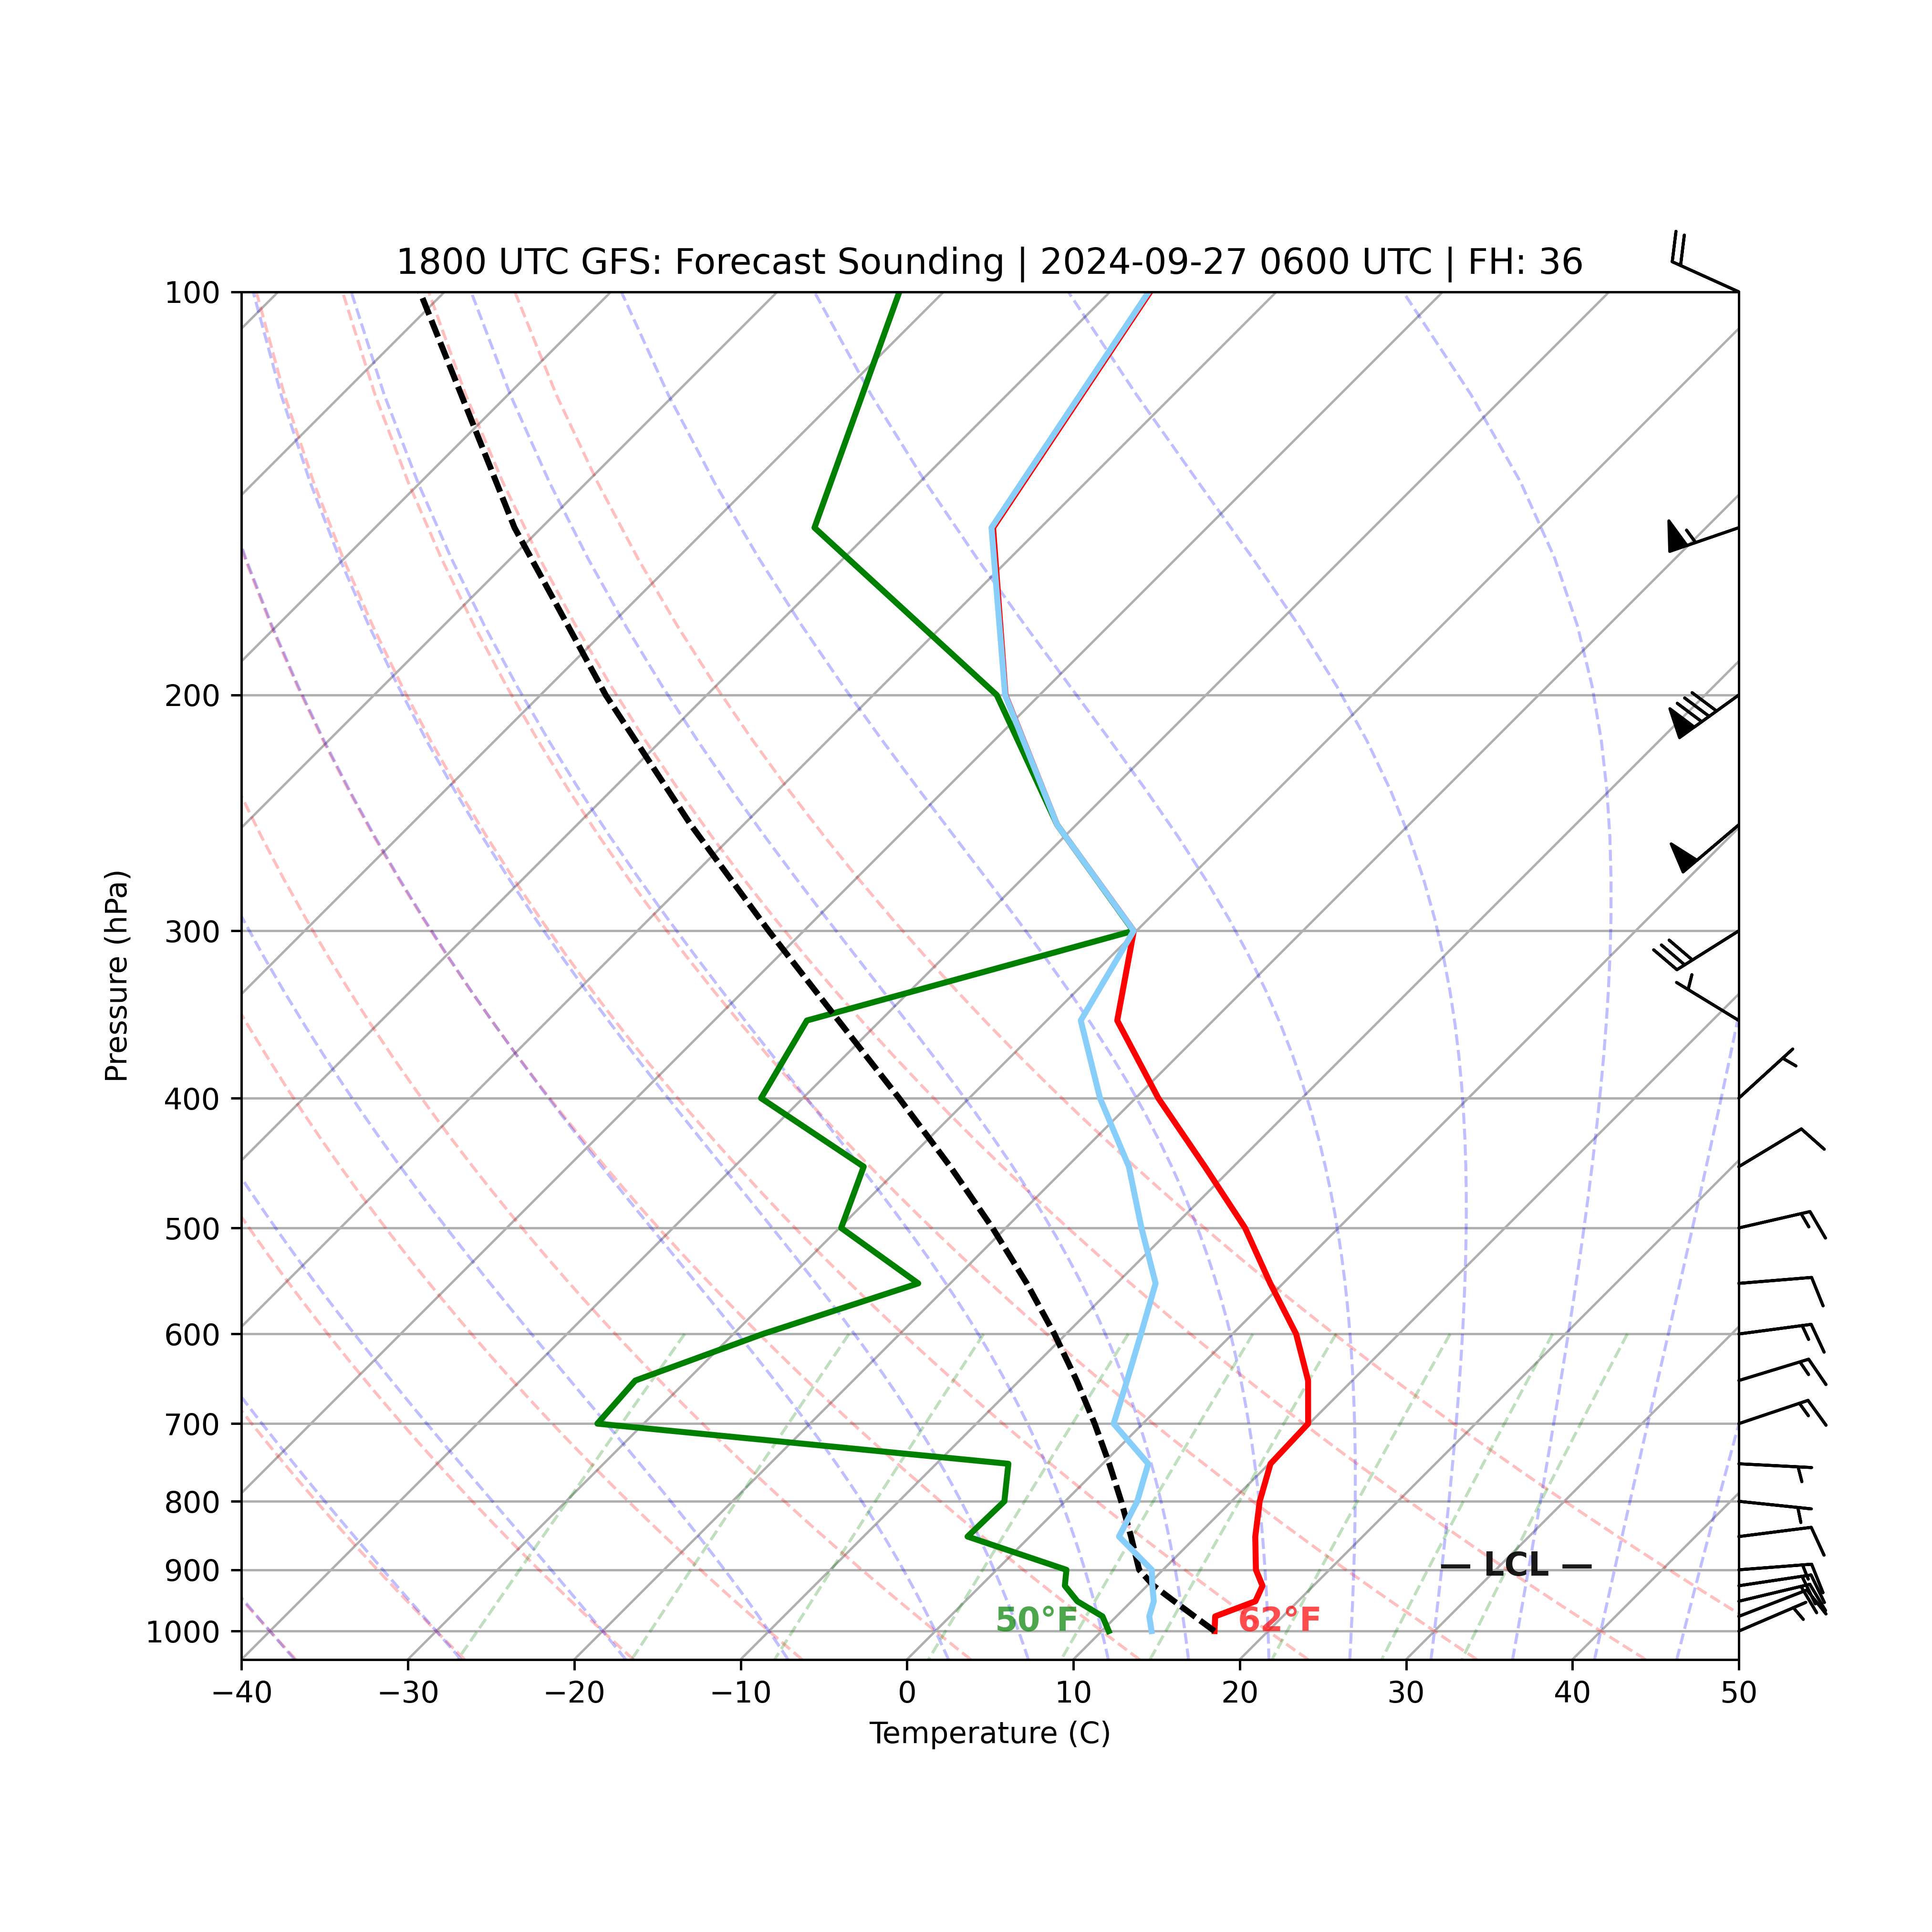 1800 UTC GFS: Forecast Sounding | 2024-09-27 0600 UTC | FH: 36
100
200
300
400
500
600
700
800
900
1000
Pressure (hPa)
— LCL —
50°F
62°F
−40 −30 −20 −10 0 10 20 30 40 50
Temperature (C)